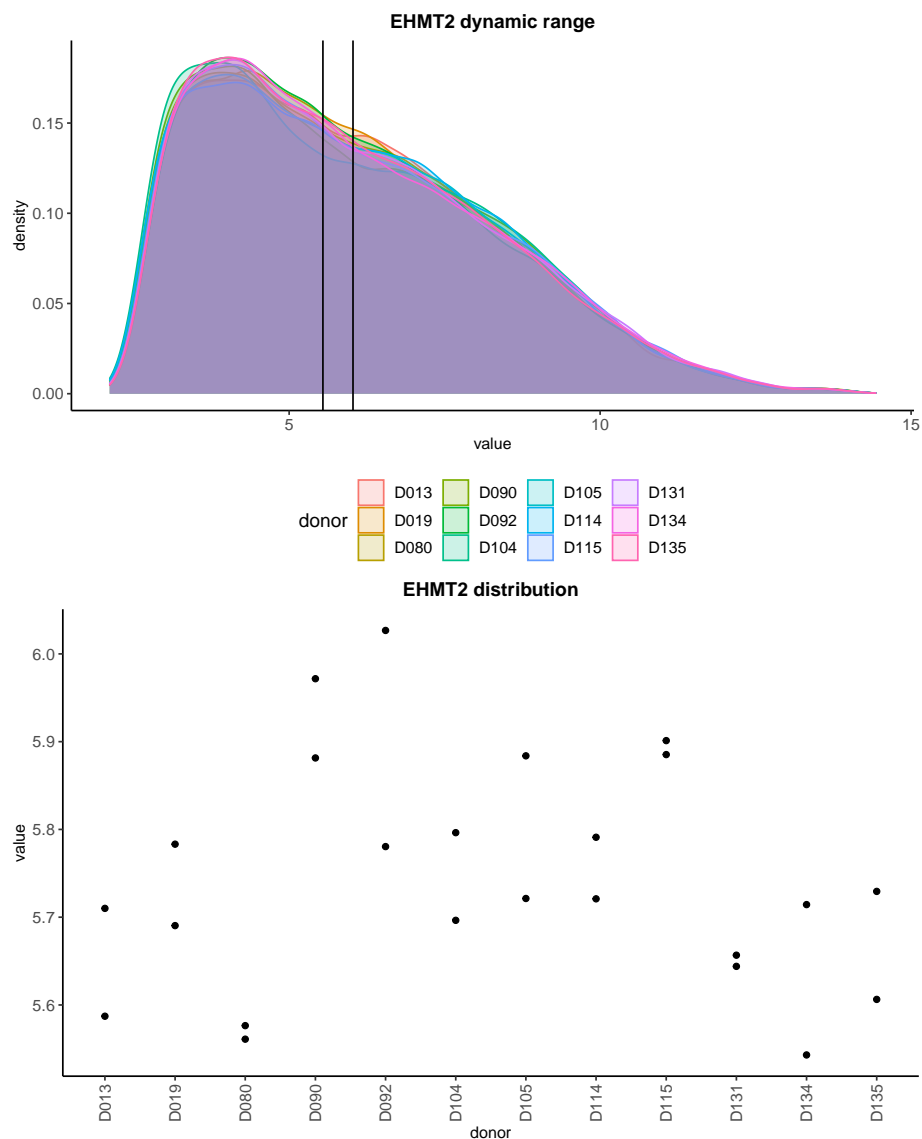 EHMT2 dynamic range
0.15
0.10
0.05
0.00
density
5 10 15
value
donor
D013 D090 D105 D131
D019 D092 D114 D134
D080 D104 D115 D135
EHMT2 distribution
6.0
5.9
5.8
5.7
5.6
value
D013 D019 D080 D090 D092 D104 D105 D114 D115 D131 D134 D135
donor